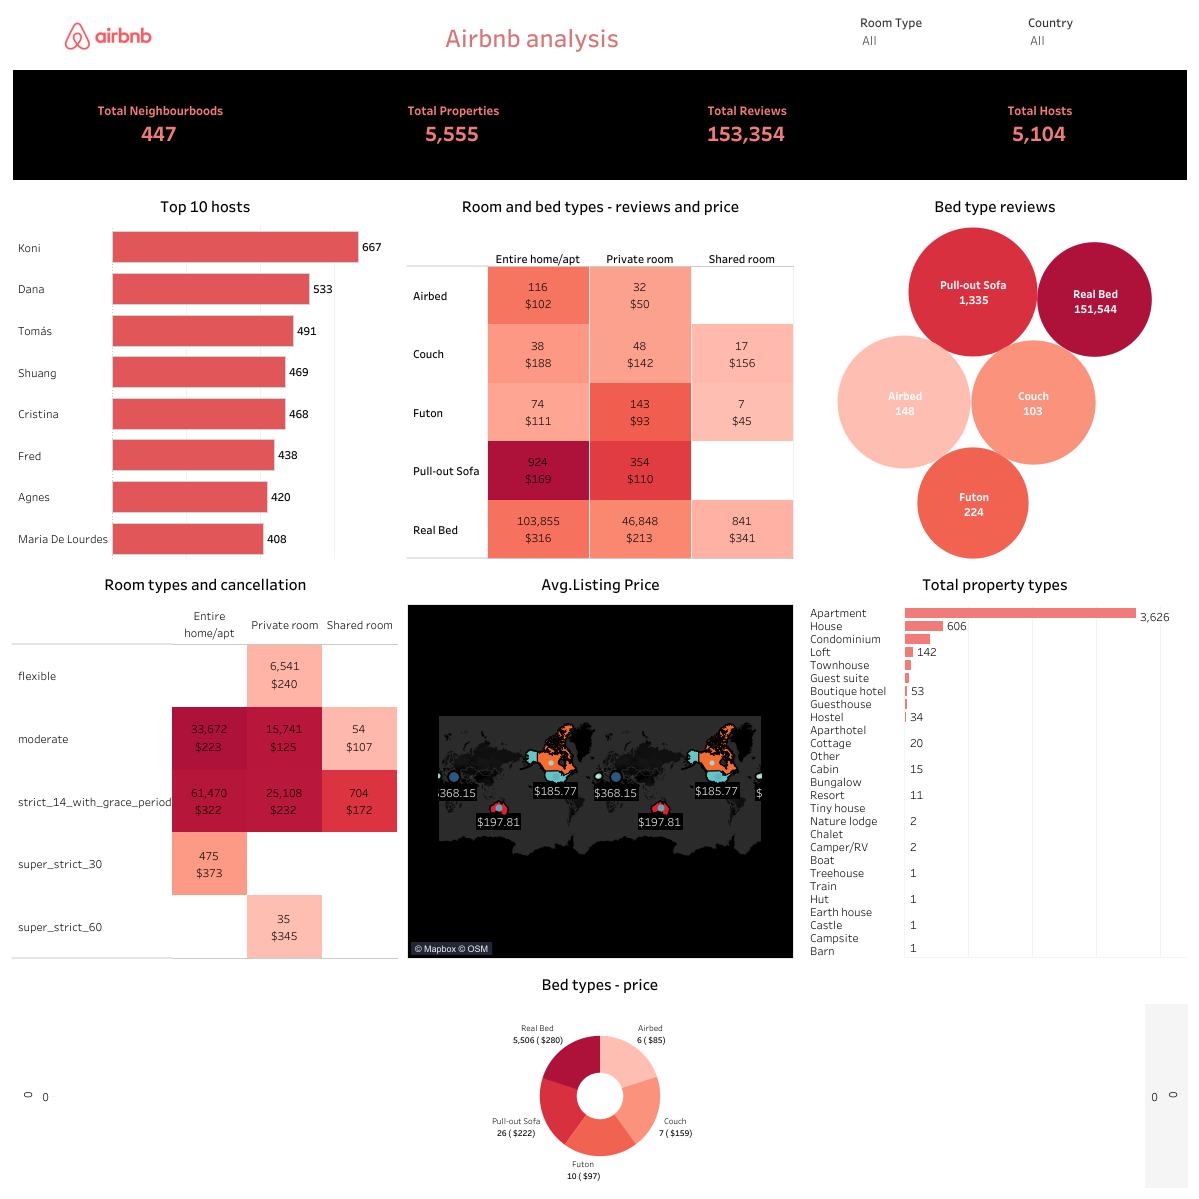 airbnb
Airbnb analysis
Room Type
All
Country
All
Total Neighbourboods
447
Total Properties
5,555
Total Reviews
153,354
Total Hosts
5,104
Top 10 hosts
Koni 667
Dana 533
Tomás 491
Shuang 469
Cristina 468
Fred 438
Agnes 420
Maria De Lourdes 408
Room and bed types - reviews and price
Entire home/apt Private room Shared room
Airbed
116 32
$102 $50
Couch
38 48 17
$188 $142 $156
Futon
74 143 7
$111 $93 $45
Pull-out Sofa
924 354
$169 $110
Real Bed
103,855 46,848 841
$316 $213 $341
Bed type reviews
Pull-out Sofa
1,335
Real Bed
151,544
Airbed
148
Couch
103
Futon
224
Room types and cancellation
Entire
home/apt
Private room Shared room
flexible
6,541
$240
moderate
33,672 15,741 54
$223 $125 $107
strict_14_with_grace_period
61,470 25,108 704
$322 $232 $172
super_strict_30
475
$373
super_strict_60
35
$345
Avg.Listing Price
$368.15 $185.77 $368.15 $185.77 $
$197.81 $197.81
© Mapbox © OSM
Total property types
Apartment 3,626
House 606
Condominium
Loft 142
Townhouse
Guest suite
Boutique hotel 53
Guesthouse
Hostel 34
Aparthotel
Cottage 20
Other
Cabin 15
Bungalow
Resort 11
Tiny house
Nature lodge 2
Chalet
Camper/RV 2
Boat
Treehouse 1
Train
Hut 1
Earth house
Castle 1
Campsite
Barn 1
Bed types - price
Real Bed
5,506 ( $280)
Airbed
6 ( $85)
Pull-out Sofa
26 ( $222)
Couch
7 ( $159)
Futon
10 ( $97)
0 0
0 0